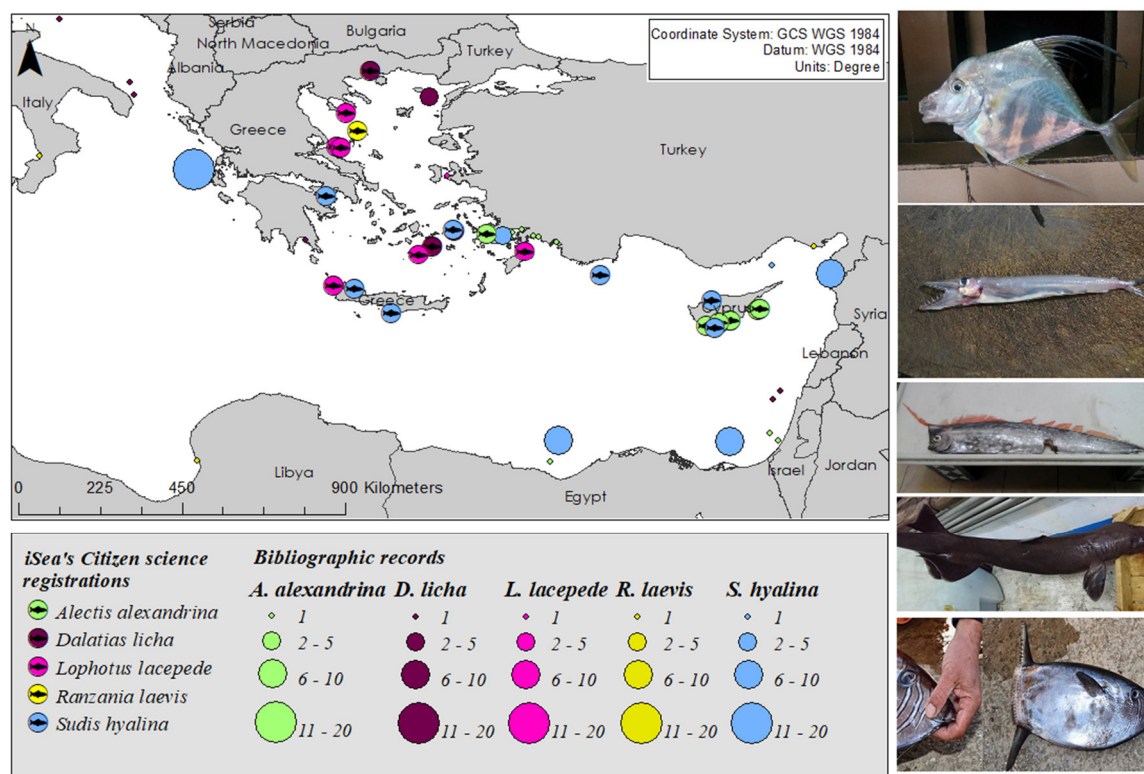 N
Serbia
North Macedonia
Bulgaria
Albania
Turkey
Coordinate System: GCS WGS 1984
Datum: WGS 1984
Units: Degree
Italy
Greece
Turkey
Greece
Cyprus
Syria
Lebanon
Israel
Jordan
Libya
Egypt
0 225 450 900 Kilometers
iSea's Citizen science
registrations
Alectis alexandrina
Dalatias licha
Lophotus lacepede
Ranzania laevis
Sudis hyalina
Bibliographic records
A. alexandrina D. licha L. lacepede R. laevis S. hyalina
1 1 1 1 1
2 - 5 2 - 5 2 - 5 2 - 5 2 - 5
6 - 10 6 - 10 6 - 10 6 - 10 6 - 10
11 - 20 11 - 20 11 - 20 11 - 20 11 - 20